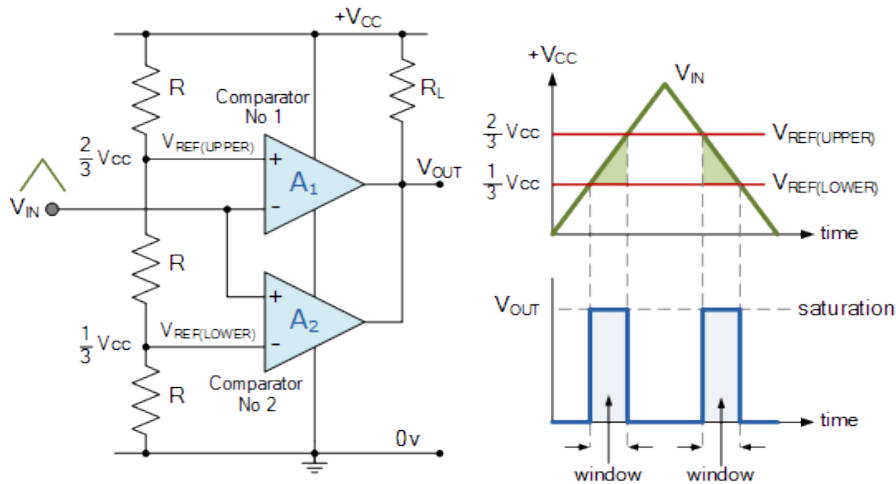 +VCC
R
RL
Comparator
No 1
2/3 VCC
VREF(UPPER)
+
A1
VOUT
−
VIN
R
+
A2
1/3 VCC
VREF(LOWER)
−
R
Comparator
No 2
0v
+VCC
VIN
2/3 VCC
VREF(UPPER)
1/3 VCC
VREF(LOWER)
time
VOUT
saturation
time
window
window